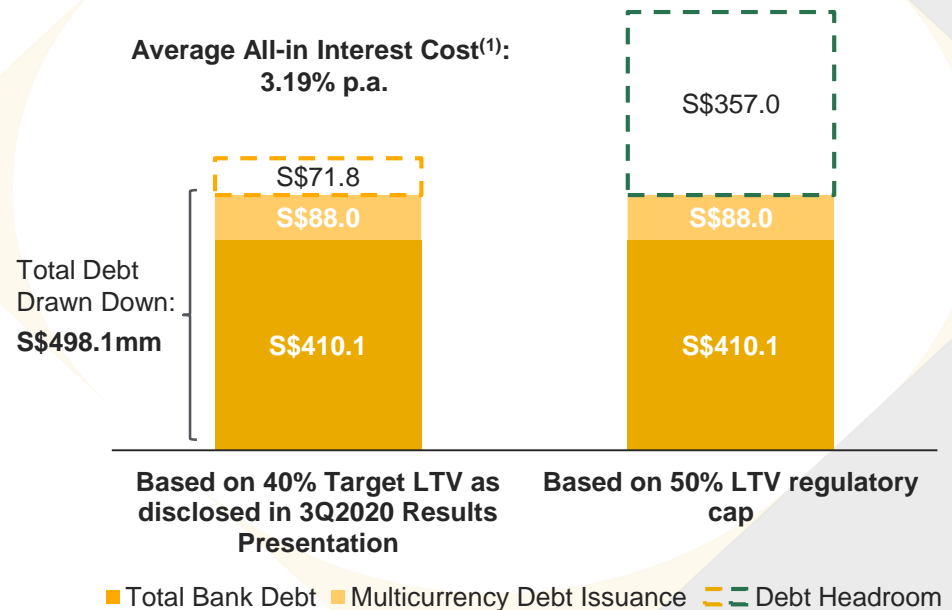 Average All-in Interest Cost(1):
3.19% p.a.
S$357.0
S$71.8
S$88.0
S$88.0
Total Debt
Drawn Down:
S$498.1mm
S$410.1
S$410.1
Based on 40% Target LTV as
disclosed in 3Q2020 Results
Presentation
Based on 50% LTV regulatory
cap
Total Bank Debt
Multicurrency Debt Issuance
Debt Headroom